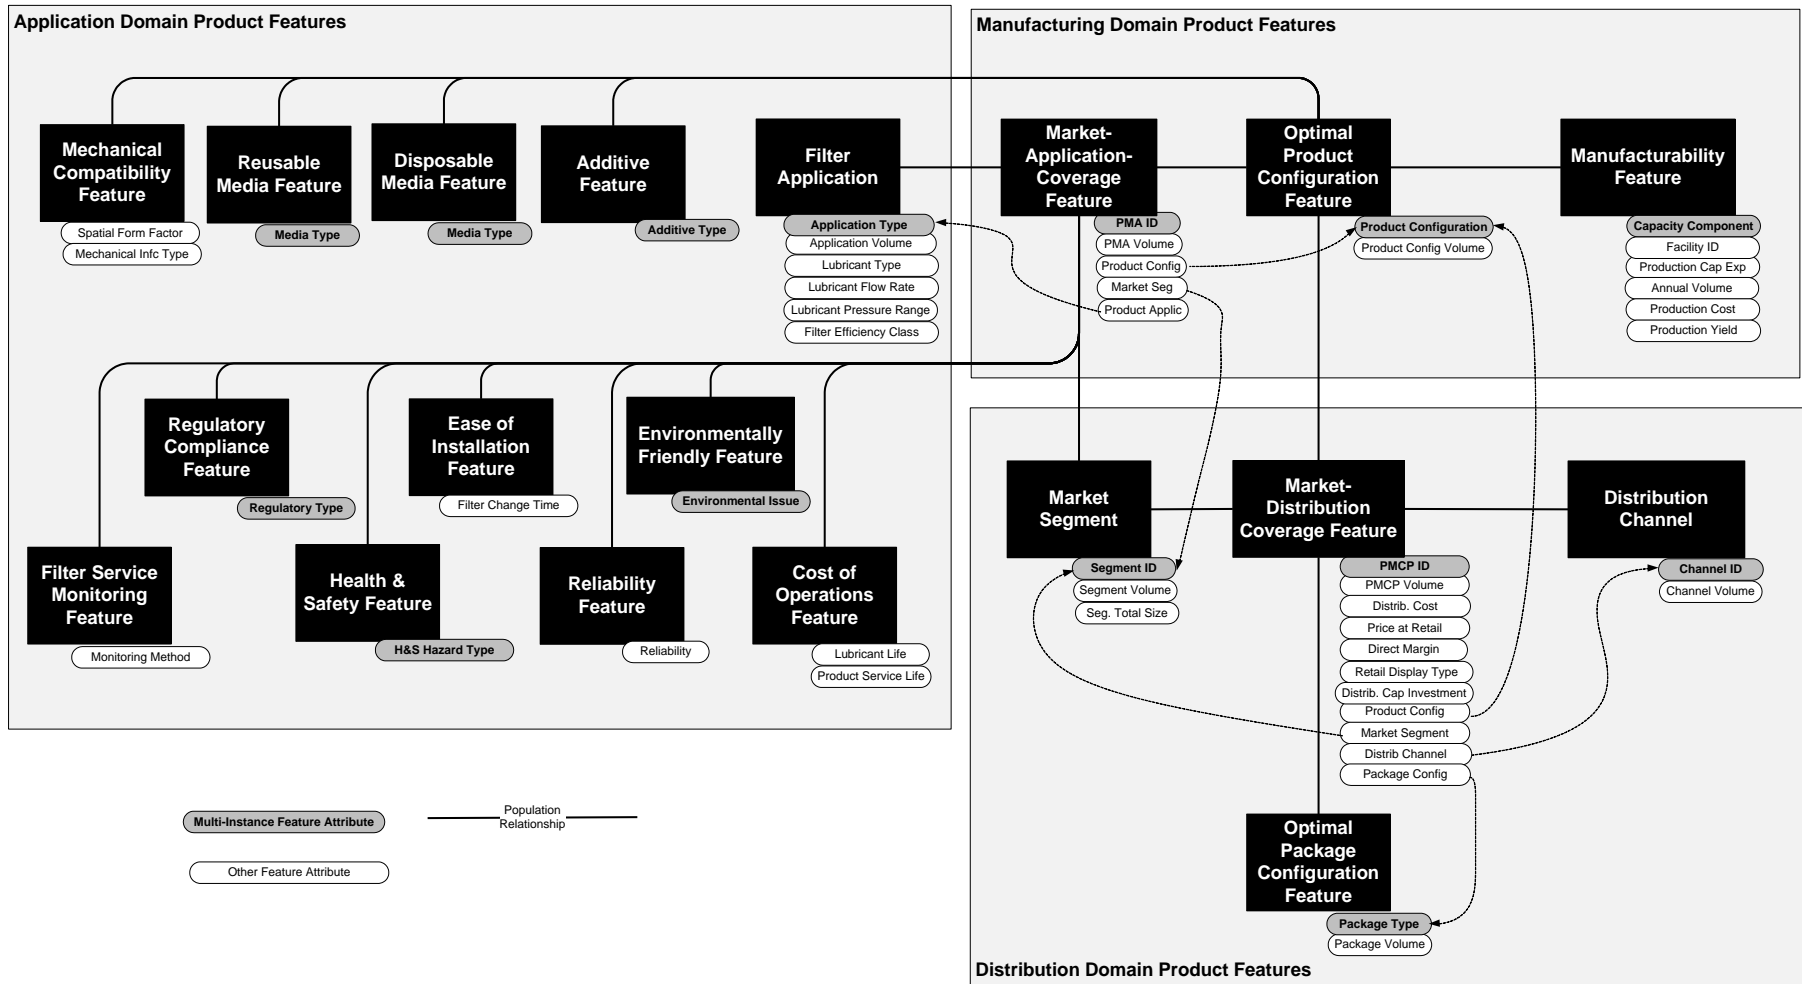 Application Domain Product Features
Mechanical
Compatibility
Feature
Spatial Form Factor
Mechanical Infc Type
Reusable
Media Feature
Media Type
Disposable
Media Feature
Media Type
Additive
Feature
Additive Type
Filter
Application
Application Type
Application Volume
Lubricant Type
Lubricant Flow Rate
Lubricant Pressure Range
Filter Efficiency Class
Regulatory
Compliance
Feature
Regulatory Type
Ease of
Installation
Feature
Filter Change Time
Environmentally
Friendly Feature
Environmental Issue
Filter Service
Monitoring
Feature
Monitoring Method
Health &
Safety Feature
H&S Hazard Type
Reliability
Feature
Reliability
Cost of
Operations
Feature
Lubricant Life
Product Service Life
Manufacturing Domain Product Features
Market-
Application-
Coverage
Feature
PMA ID
PMA Volume
Product Config
Market Seg
Product Applic
Optimal
Product
Configuration
Feature
Product Configuration
Product Config Volume
Manufacturability
Feature
Capacity Component
Facility ID
Production Cap Exp
Annual Volume
Production Cost
Production Yield
Market
Segment
Segment ID
Segment Volume
Seg. Total Size
Market-
Distribution
Coverage Feature
PMCP ID
PMCP Volume
Distrib. Cost
Price at Retail
Direct Margin
Retail Display Type
Distrib. Cap Investment
Product Config
Market Segment
Distrib Channel
Package Config
Distribution
Channel
Channel ID
Channel Volume
Optimal
Package
Configuration
Feature
Package Type
Package Volume
Distribution Domain Product Features
Multi-Instance Feature Attribute
Population
Relationship
Other Feature Attribute